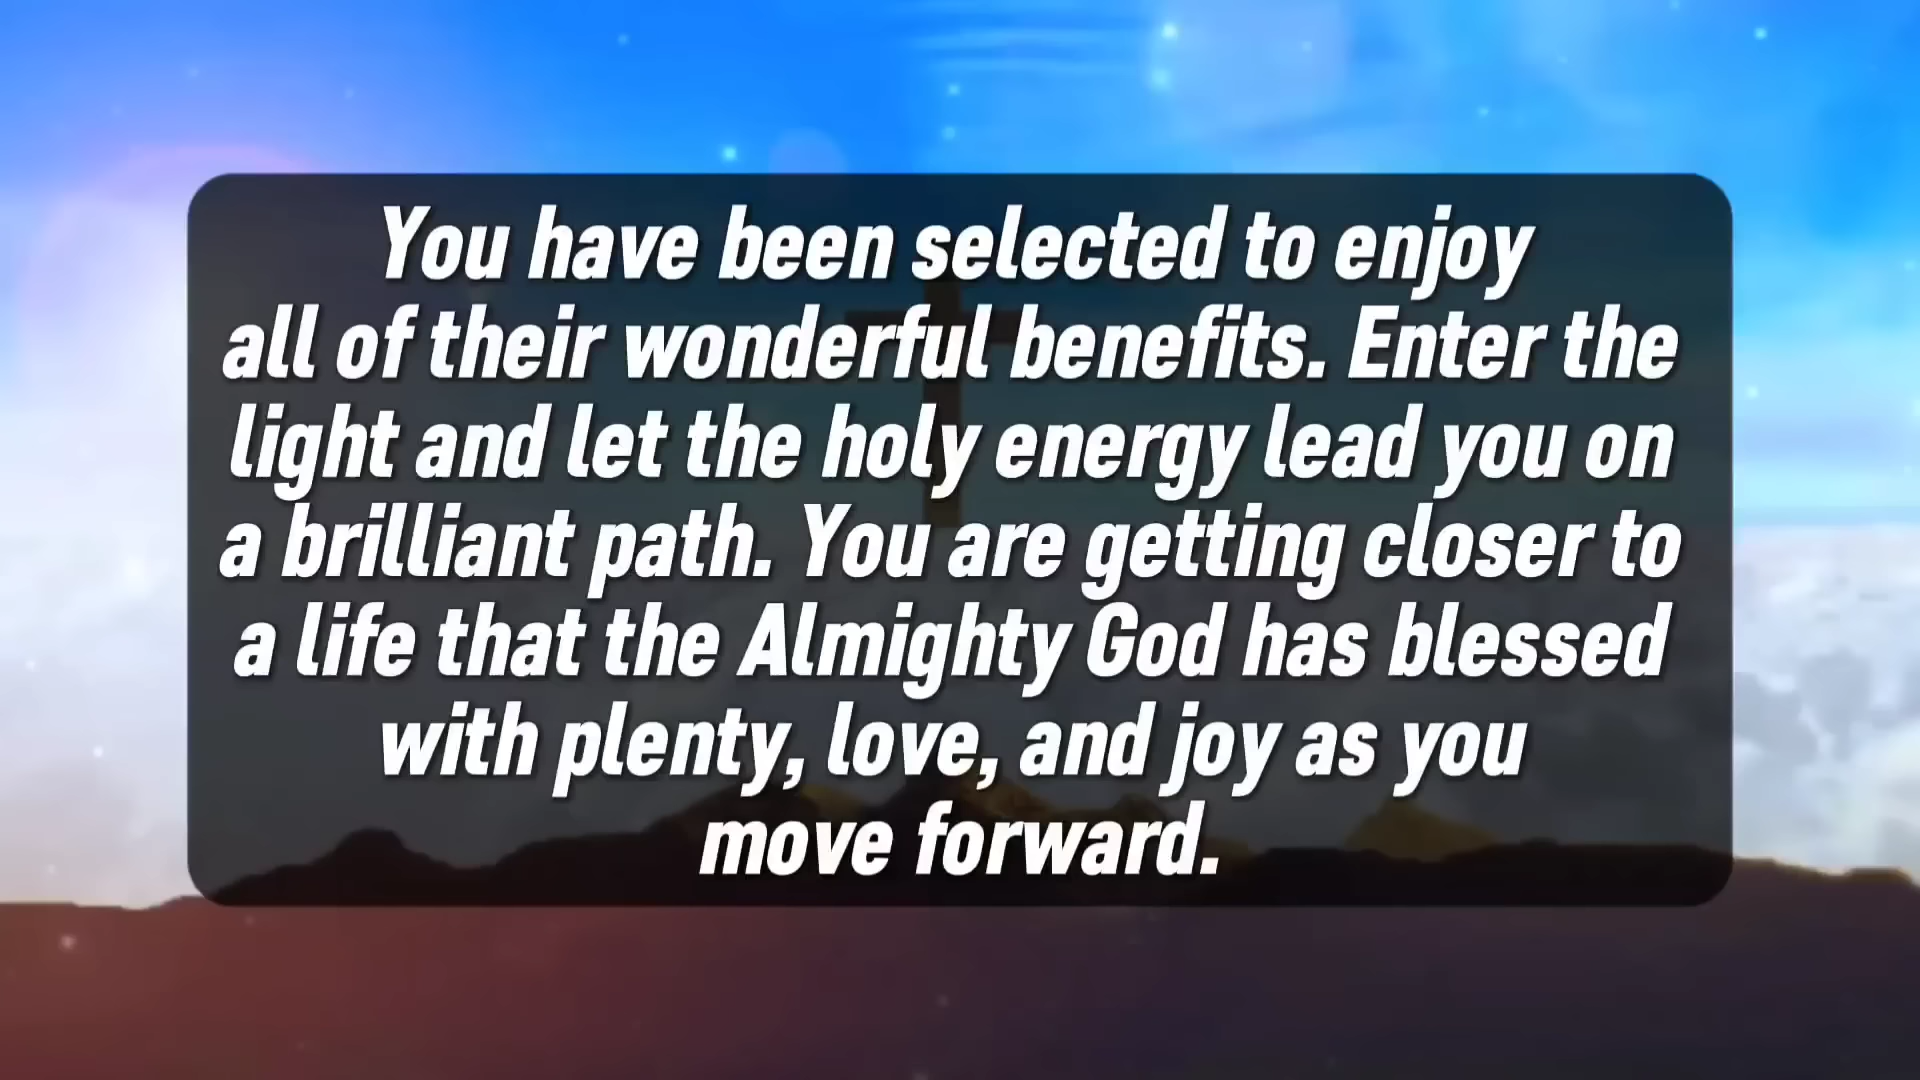 You have been selected to enjoy
all of their wonderful benefits. Enter the
light and let the holy energy lead you on
a brilliant path. You are getting closer to
a life that the Almighty God has blessed
with plenty, love, and joy as you
move forward.